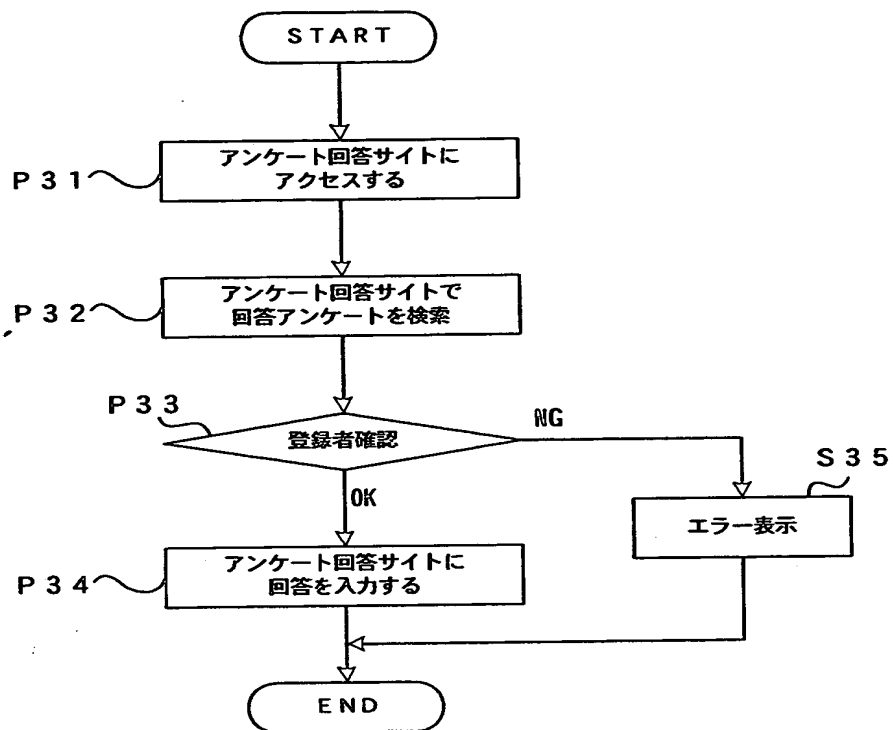 START
アンケート回答サイトに
アクセスする
P31
アンケート回答サイトで
回答アンケートを検索
P32
P33
登録者確認
NG
OK
S35
エラー表示
アンケート回答サイトに
回答を入力する
P34
END